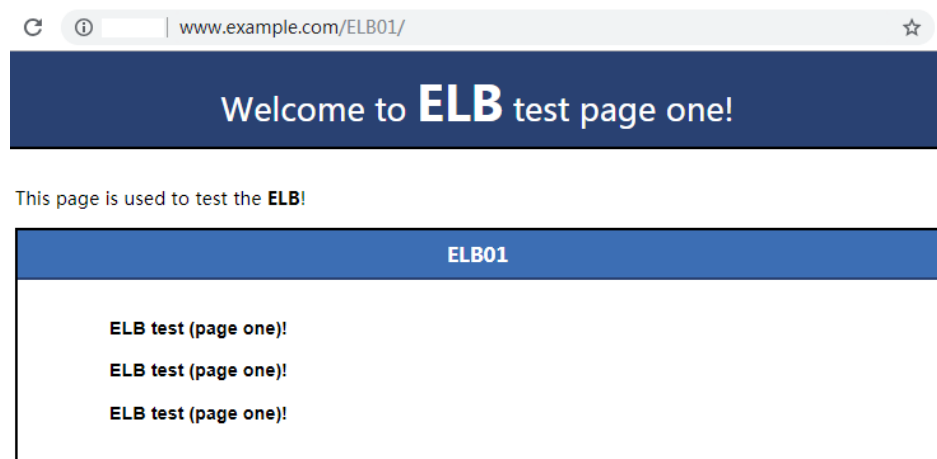 www.example.com/ELB01/
Welcome to ELB test page one!
This page is used to test the ELB!
ELB01
ELB test (page one)!
ELB test (page one)!
ELB test (page one)!